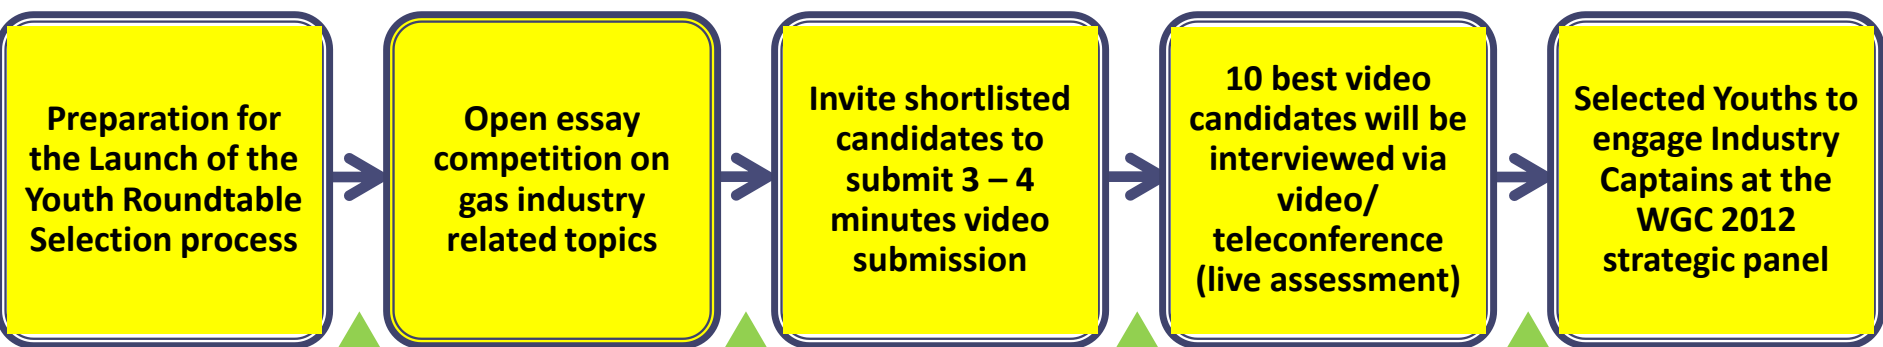 Preparation for
the Launch of the
Youth Roundtable
Selection process
Open essay
competition on
gas industry
related topics
Invite shortlisted
candidates to
submit 3 – 4
minutes video
submission
10 best video
candidates will be
interviewed via
video/
teleconference
(live assessment)
Selected Youths to
engage Industry
Captains at the
WGC 2012
strategic panel